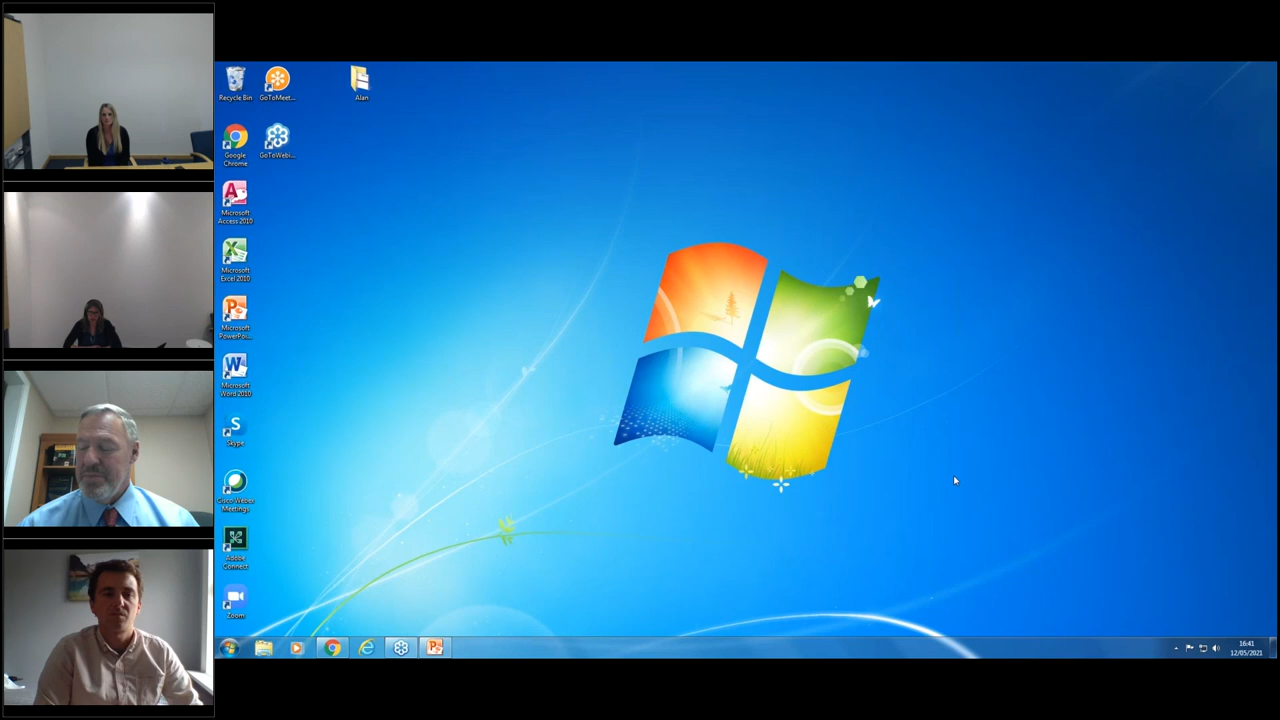 Recycle Bin
GoToMeet...
Alan
Google
Chrome
GoToWebi...
Microsoft
Access 2010
Microsoft
Excel 2010
Microsoft
PowerPoi...
Microsoft
Word 2010
Skype
Cisco Webex
Meetings
Adobe
Connect
Zoom
16:41
12/05/2021